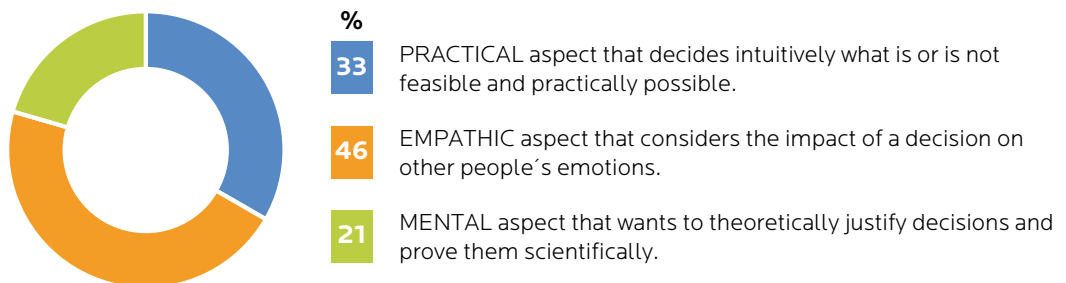 %
33 PRACTICAL aspect that decides intuitively what is or is not
feasible and practically possible.
46 EMPATHIC aspect that considers the impact of a decision on
other people´s emotions.
21 MENTAL aspect that wants to theoretically justify decisions and
prove them scientifically.